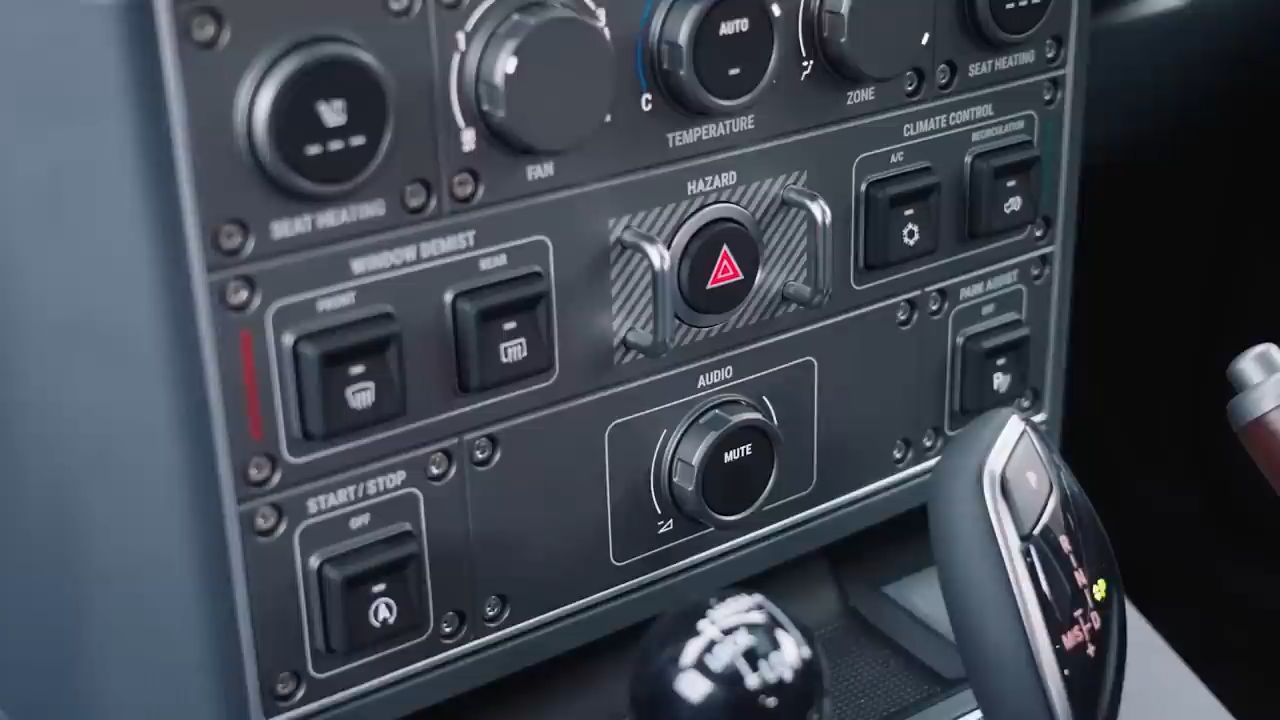 AUTO
C
SEAT HEATING
ZONE
TEMPERATURE
FAN
SEAT HEATING
CLIMATE CONTROL
A/C
RECIRCULATION
HAZARD
WINDOW DEMIST
FRONT
REAR
PARK ASSIST
OFF
AUDIO
MUTE
START / STOP
OFF
A
P
R
N
M/S
D
+